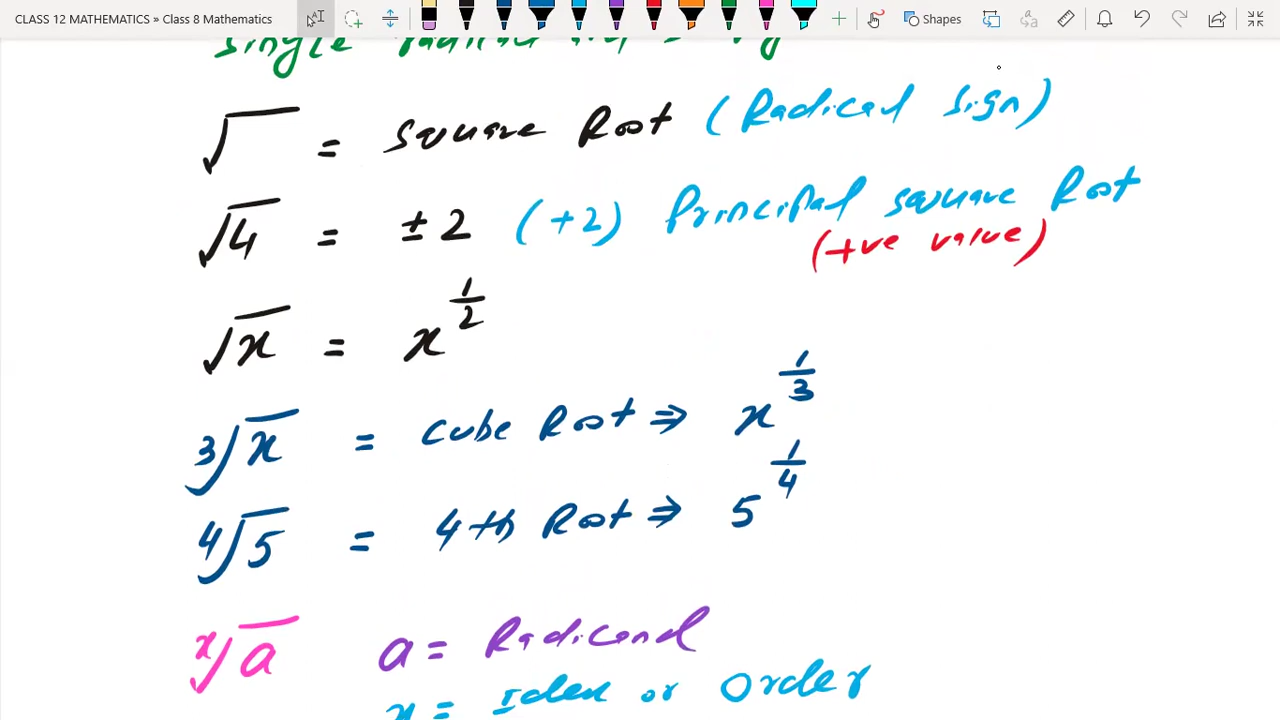 CLASS 12 MATHEMATICS » Class 8 Mathematics
Shapes
single
√ = square Root (Radical sign)
√4 = ±2 (+2) Principal square Root
(+ve value)
√x = x^(1/2)
3√x = cube Root ⇒ x^(1/3)
4√5 = 4th Root ⇒ 5^(1/4)
x√a a = Radicand
x = Index or Order